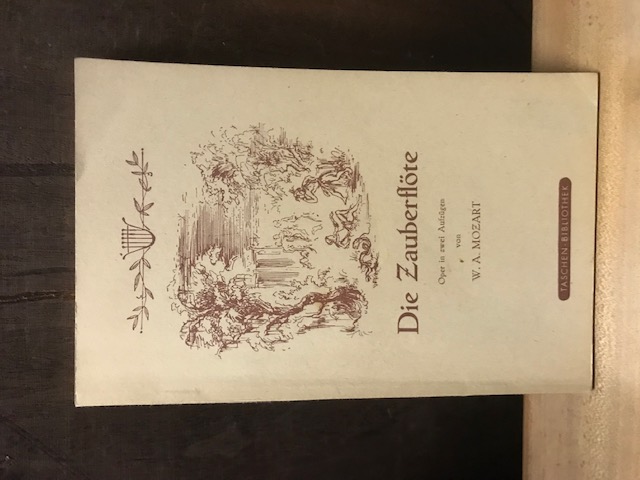 Die Zauberflöte
Oper in zwei Aufzügen
von
W. A. MOZART
TASCHEN-BIBLIOTHEK